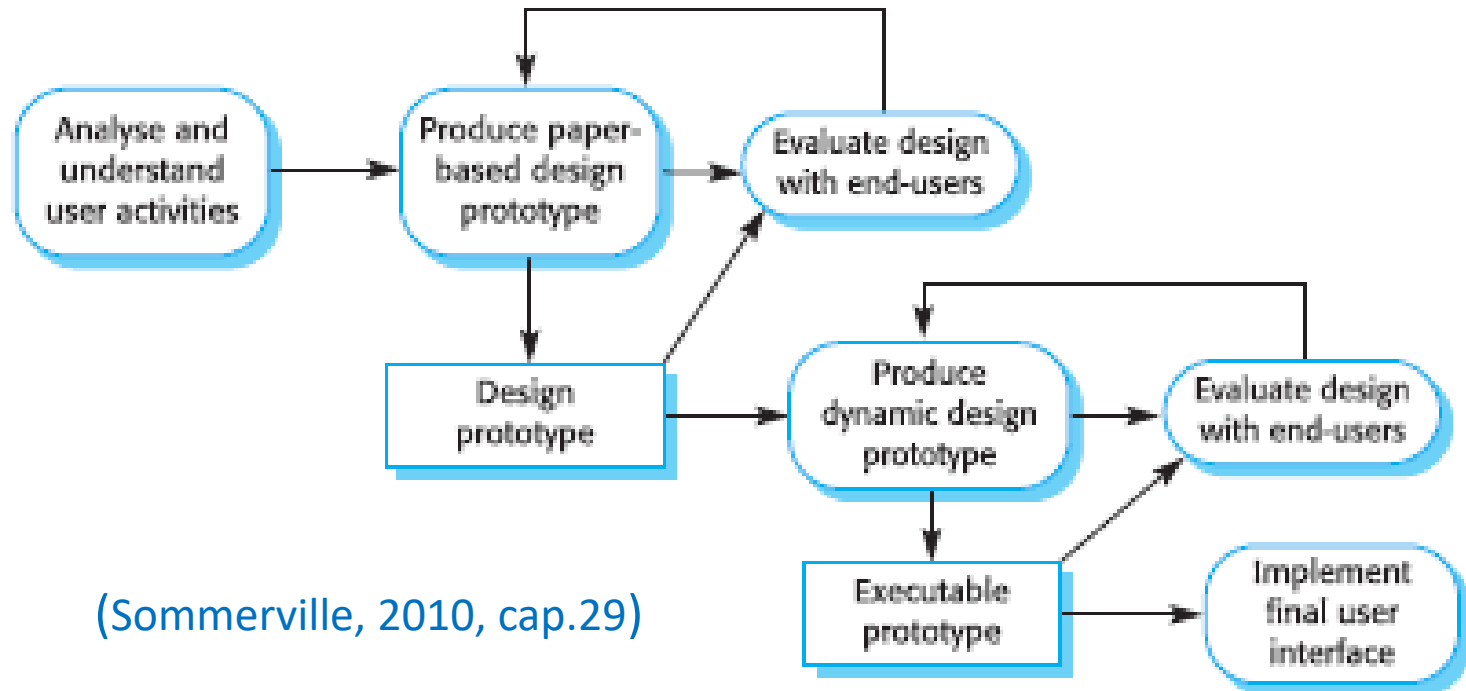 Analyse and
understand
user activities
Produce paper-
based design
prototype
Evaluate design
with end-users
Design
prototype
Produce
dynamic design
prototype
Evaluate design
with end-users
Executable
prototype
Implement
final user
interface
(Sommerville, 2010, cap.29)